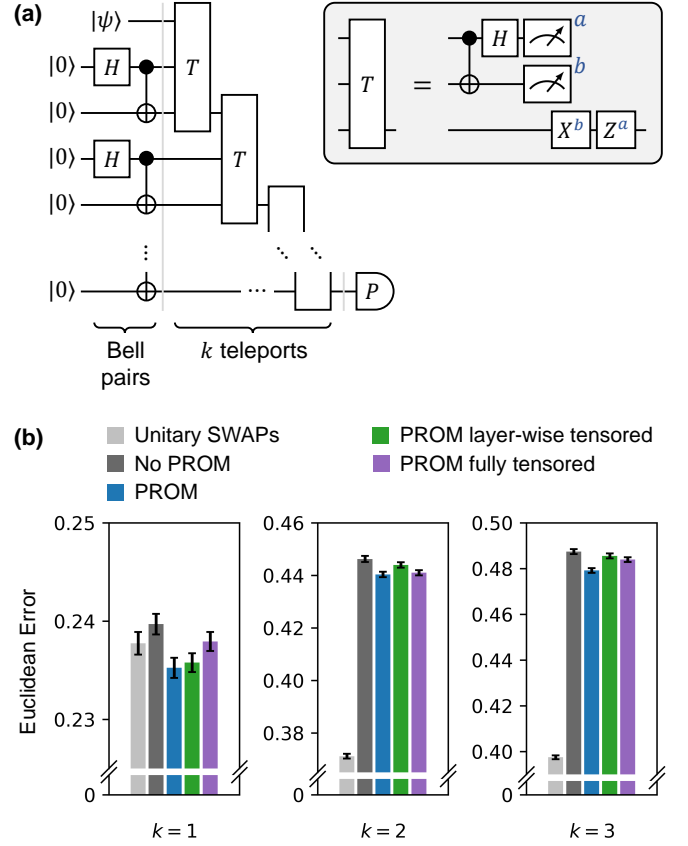 (a)
|ψ⟩
|0⟩ H T
|0⟩
|0⟩ H T
|0⟩
⋮ ⋱ ⋱
|0⟩ ⋯ P
Bell pairs
k teleports
T = H a
b
X^b Z^a
(b)
Unitary SWAPs
No PROM
PROM
PROM layer-wise tensored
PROM fully tensored
Euclidean Error
0.25
0.24
0.23
0
k = 1
0.46
0.44
0.42
0.40
0.38
0
k = 2
0.50
0.48
0.46
0.44
0.42
0.40
0
k = 3